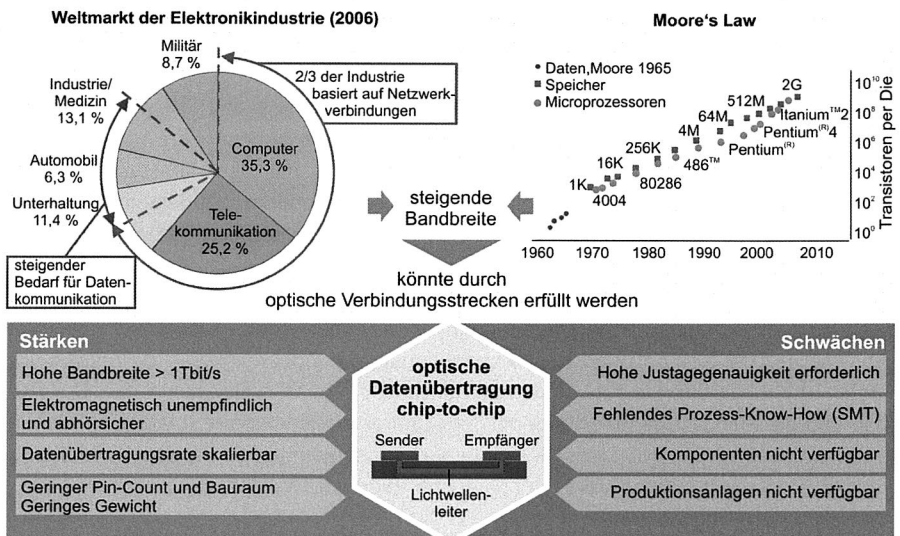 Weltmarkt der Elektronikindustrie (2006)
Militär
8,7 %
Industrie/
Medizin
13,1 %
Automobil
6,3 %
Unterhaltung
11,4 %
Computer
35,3 %
Tele-
kommunikation
25,2 %
2/3 der Industrie
basiert auf Netzwerk-
verbindungen
steigender
Bedarf für Daten-
kommunikation
steigende
Bandbreite
Moore's Law
Daten,Moore 1965
Speicher
Microprozessoren
1K
16K
256K
4M
64M
512M
2G
4004
80286
486™
Pentium(R)
Pentium(R)4
Itanium™2
Transistoren per Die
10¹⁰
10⁸
10⁶
10⁴
10²
10⁰
1960 1970 1980 1990 2000 2010
könnte durch
optische Verbindungsstrecken erfüllt werden
Stärken
Hohe Bandbreite > 1Tbit/s
Elektromagnetisch unempfindlich
und abhörsicher
Datenübertragungsrate skalierbar
Geringer Pin-Count und Bauraum
Geringes Gewicht
optische
Datenübertragung
chip-to-chip
Sender Empfänger
Lichtwellen-
leiter
Schwächen
Hohe Justagegenauigkeit erforderlich
Fehlendes Prozess-Know-How (SMT)
Komponenten nicht verfügbar
Produktionsanlagen nicht verfügbar